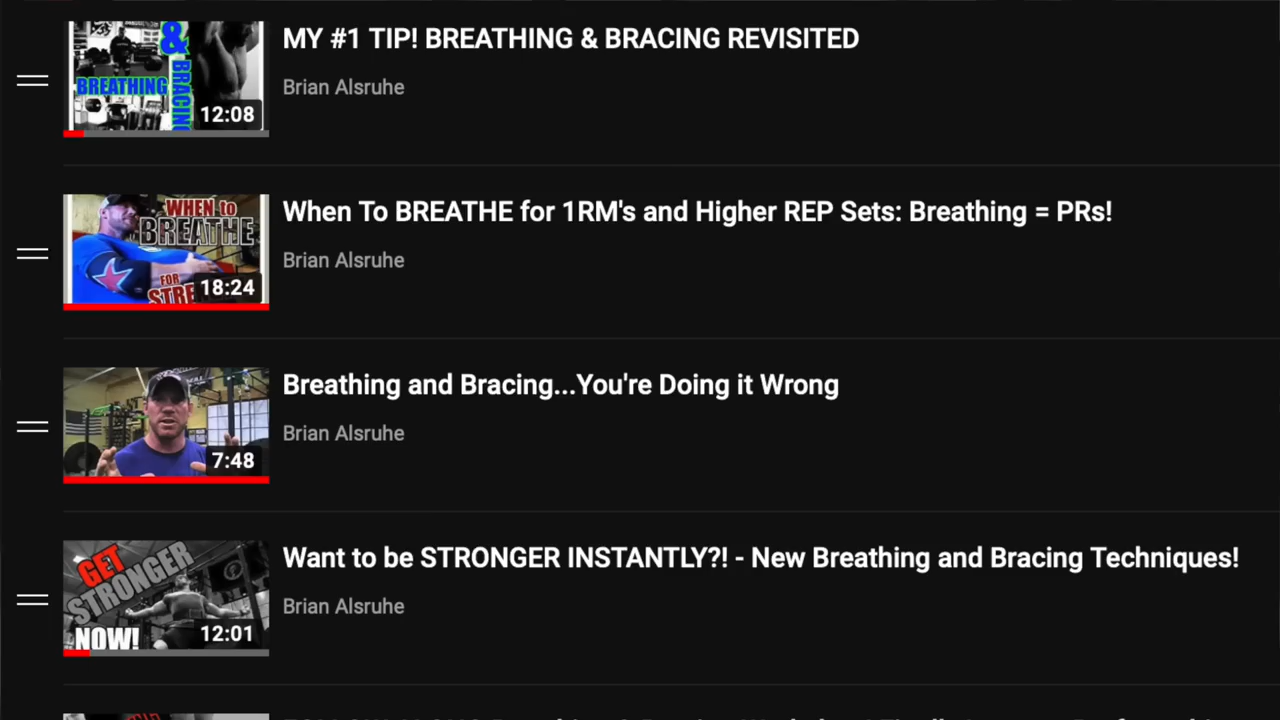 &
BREATHING
BRACING
12:08
MY #1 TIP! BREATHING & BRACING REVISITED
Brian Alsruhe
WHEN to
BREATHE
FOR
18:24
When To BREATHE for 1RM's and Higher REP Sets: Breathing = PRs!
Brian Alsruhe
7:48
Breathing and Bracing...You're Doing it Wrong
Brian Alsruhe
GET
STRONGER
NOW!
12:01
Want to be STRONGER INSTANTLY?! - New Breathing and Bracing Techniques!
Brian Alsruhe